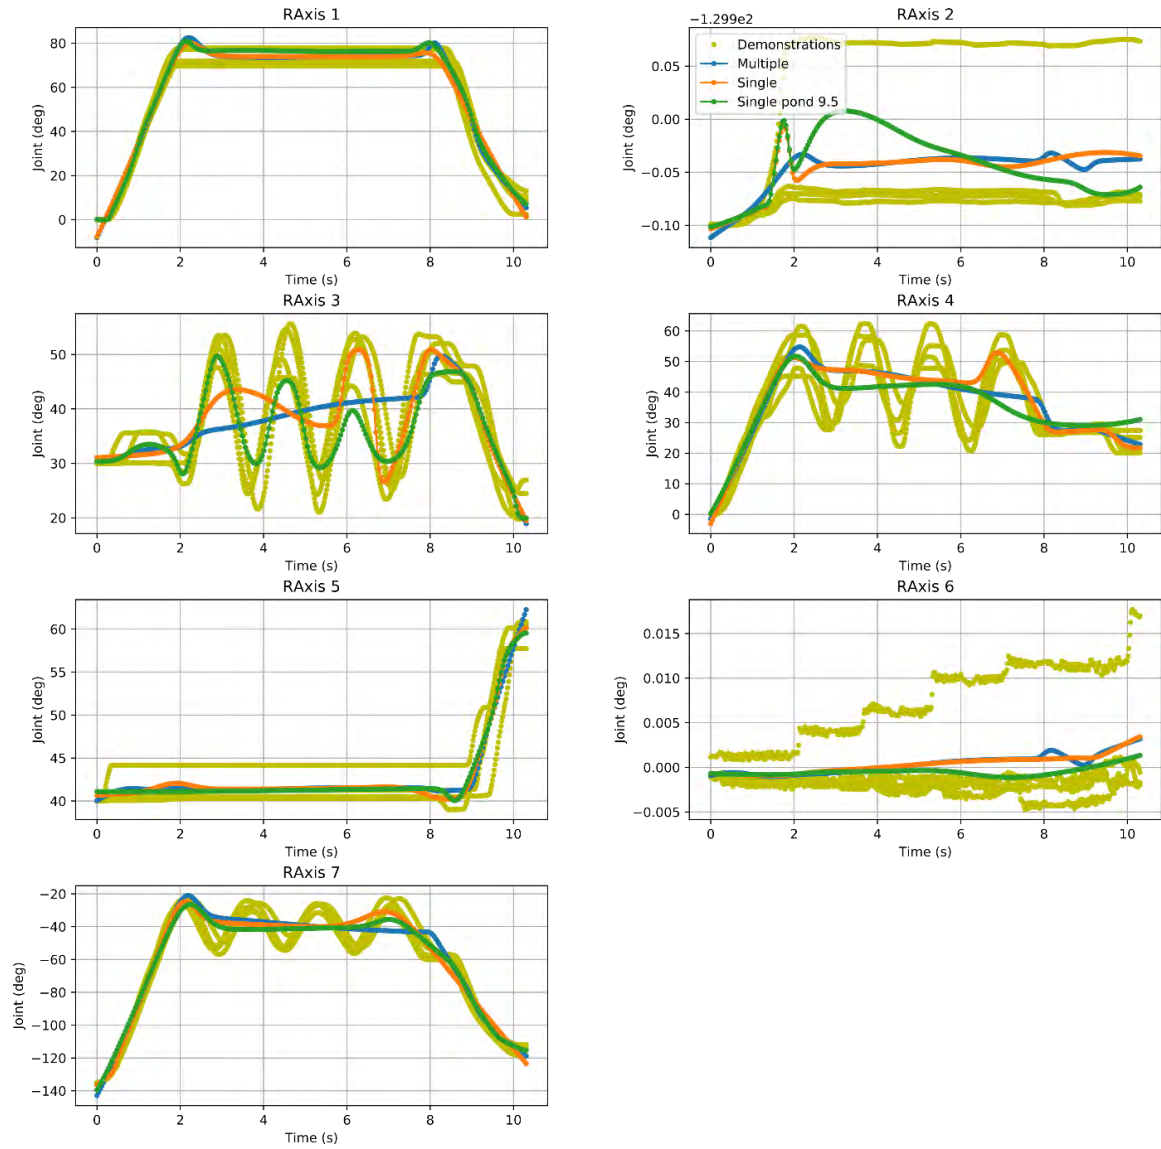 RAxis 1
80
60
40
20
0
Joint (deg)
0 2 4 6 8 10
Time (s)
−1.299e2
RAxis 2
Demonstrations
Multiple
Single
Single pond 9.5
0.05
0.00
−0.05
−0.10
Joint (deg)
0 2 4 6 8 10
Time (s)
RAxis 3
50
40
30
20
Joint (deg)
0 2 4 6 8 10
Time (s)
RAxis 4
60
50
40
30
20
10
0
Joint (deg)
0 2 4 6 8 10
Time (s)
RAxis 5
60
55
50
45
40
Joint (deg)
0 2 4 6 8 10
Time (s)
RAxis 6
0.015
0.010
0.005
0.000
−0.005
Joint (deg)
0 2 4 6 8 10
Time (s)
RAxis 7
−20
−40
−60
−80
−100
−120
−140
Joint (deg)
0 2 4 6 8 10
Time (s)